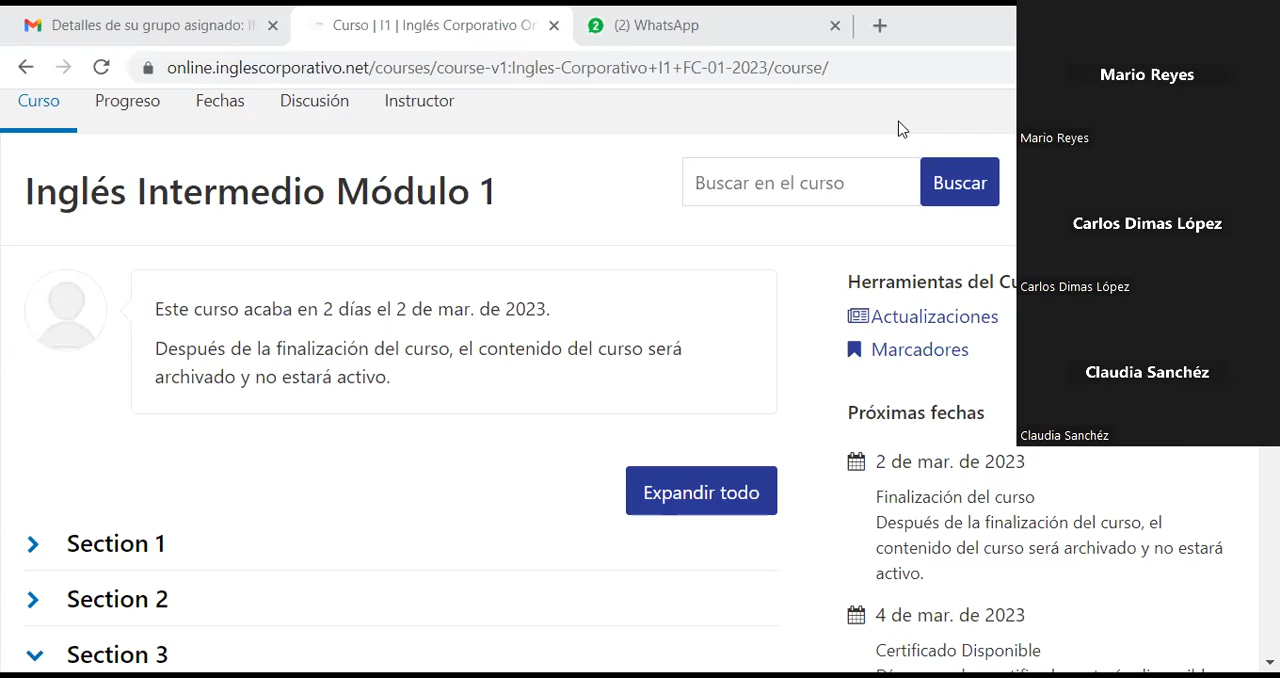 Detalles de su grupo asignado:
Curso | I1 | Inglés Corporativo
(2) WhatsApp
online.inglescorporativo.net/courses/course-v1:Ingles-Corporativo+I1+FC-01-2023/course/
Curso
Progreso
Fechas
Discusión
Instructor
Inglés Intermedio Módulo 1
Buscar en el curso
Buscar
Este curso acaba en 2 días el 2 de mar. de 2023.
Después de la finalización del curso, el contenido del curso será
archivado y no estará activo.
Expandir todo
Section 1
Section 2
Section 3
Herramientas del
Actualizaciones
Marcadores
Próximas fechas
2 de mar. de 2023
Finalización del curso
Después de la finalización del curso, el
contenido del curso será archivado y no estará
activo.
4 de mar. de 2023
Certificado Disponible
Mario Reyes
Mario Reyes
Carlos Dimas López
Carlos Dimas López
Claudia Sanchéz
Claudia Sanchéz